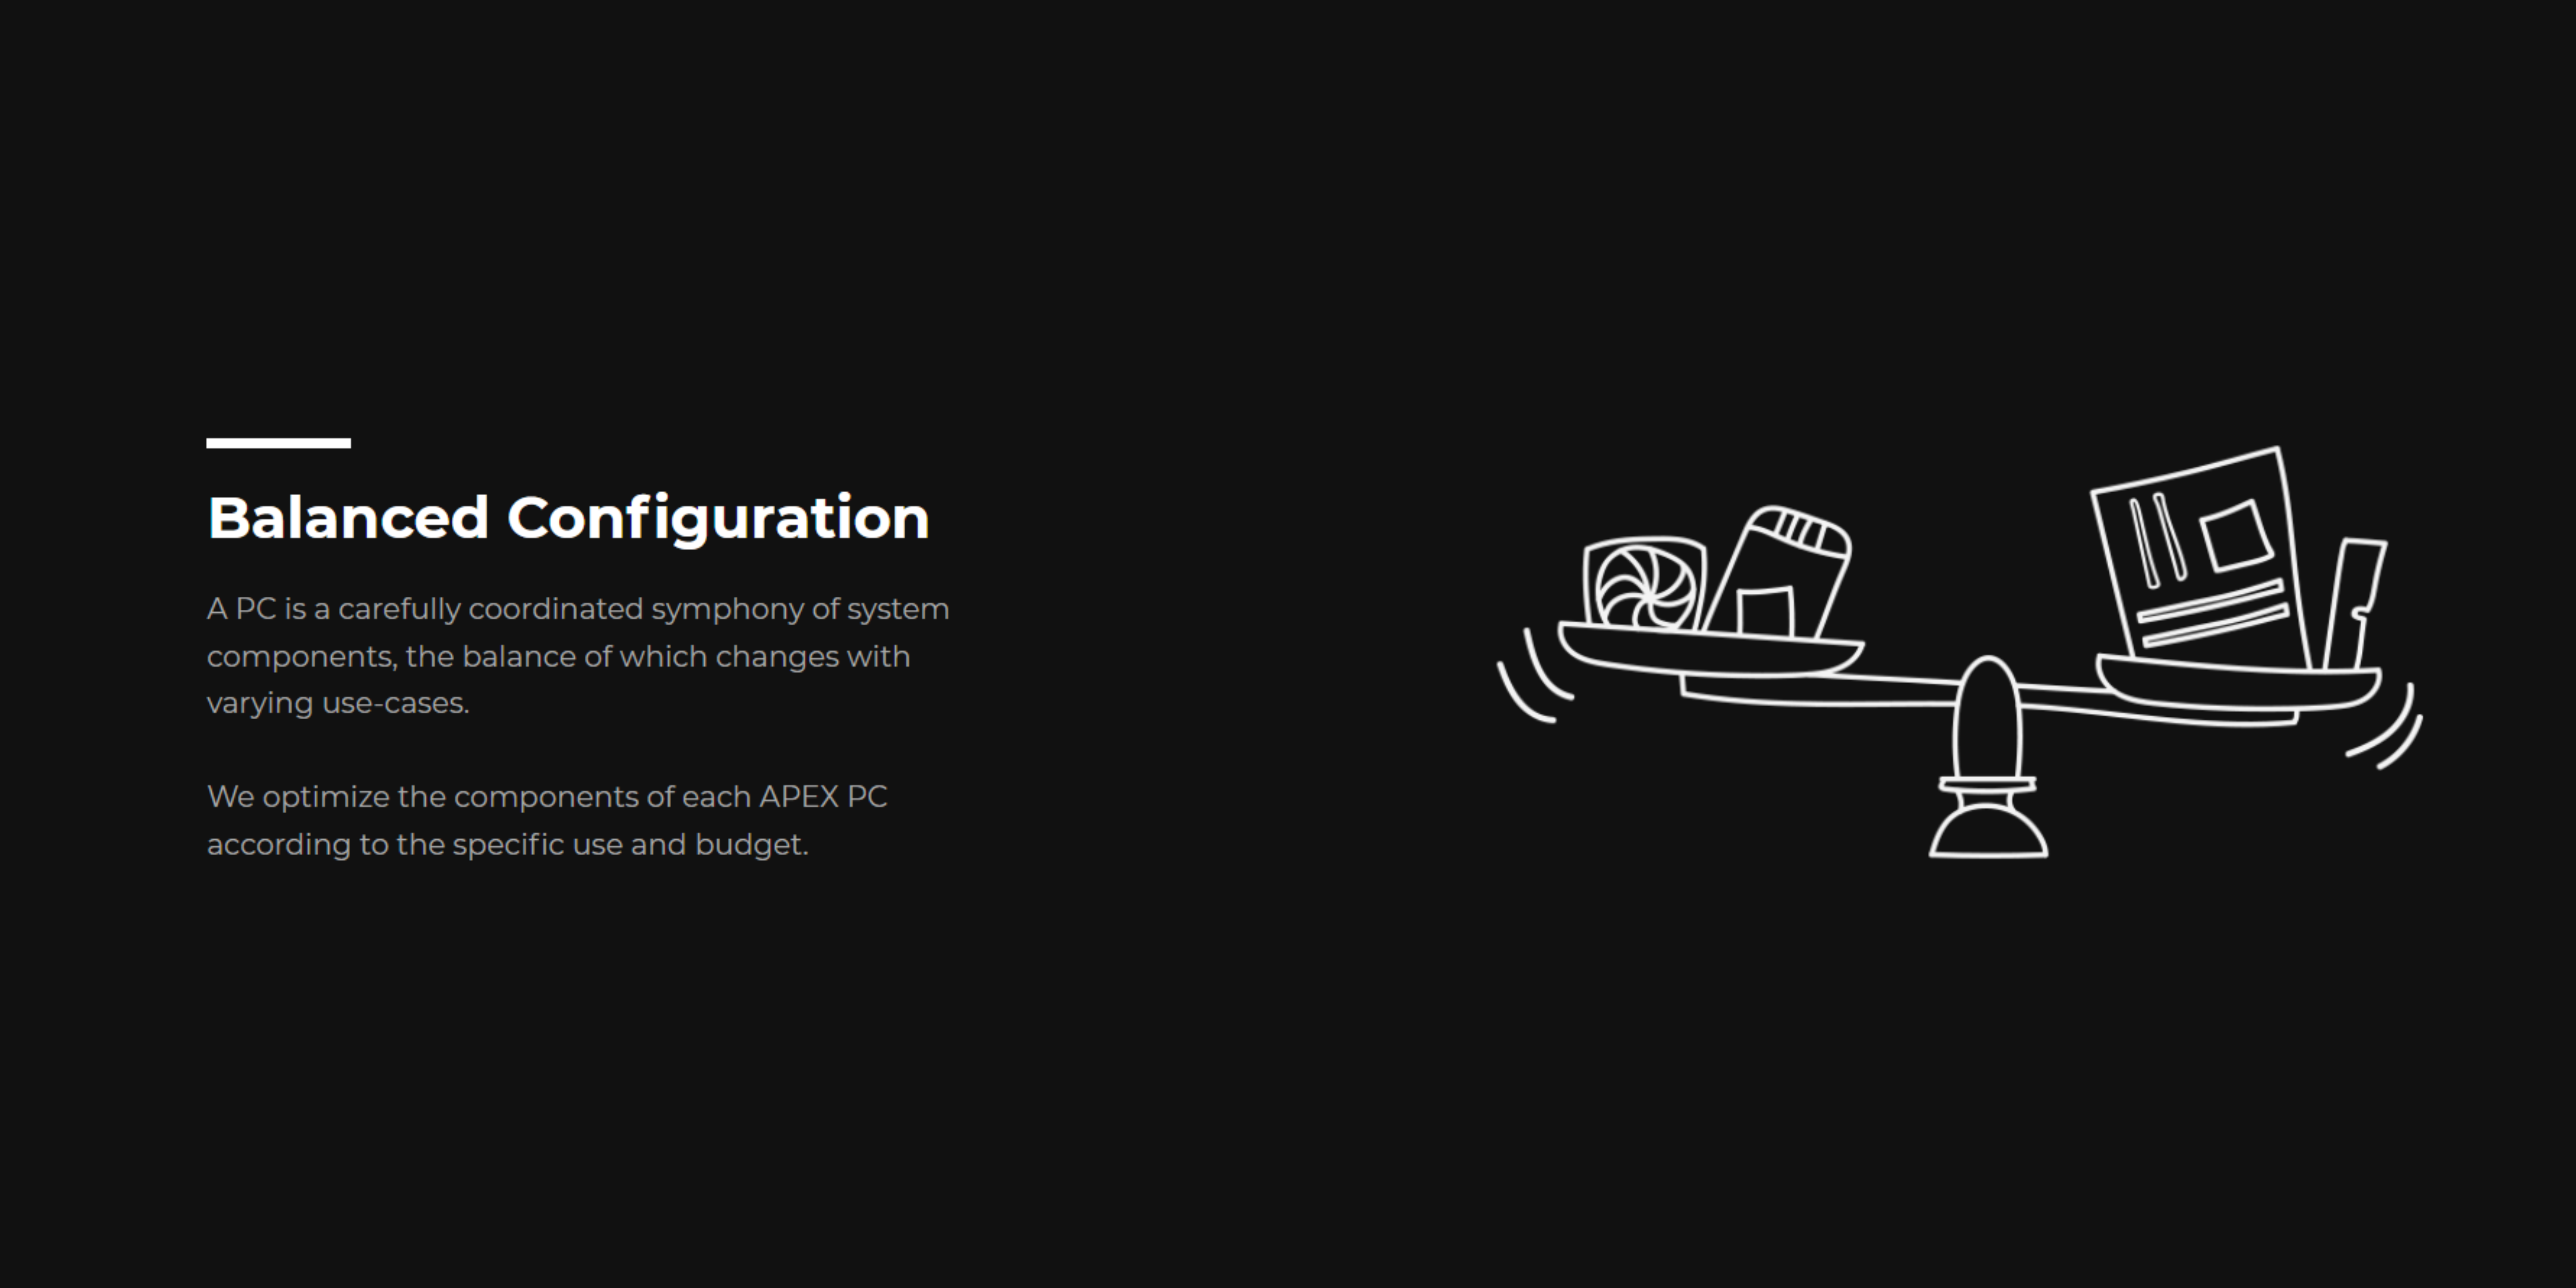 Balanced Configuration
A PC is a carefully coordinated symphony of system
components, the balance of which changes with
varying use-cases.
We optimize the components of each APEX PC
according to the specific use and budget.